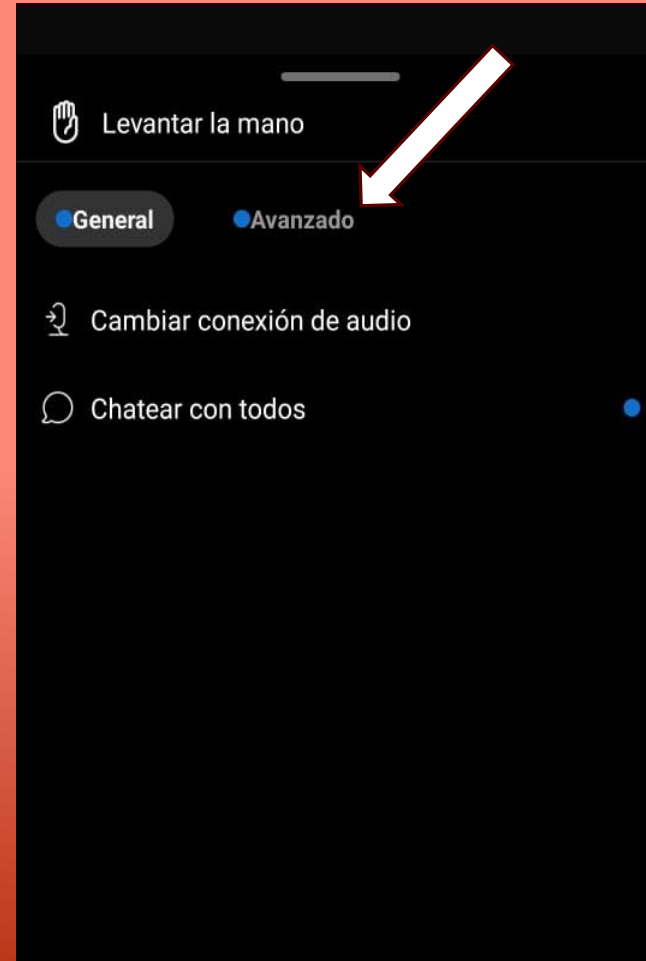 Levantar la mano
General Avanzado
Cambiar conexión de audio
Chatear con todos